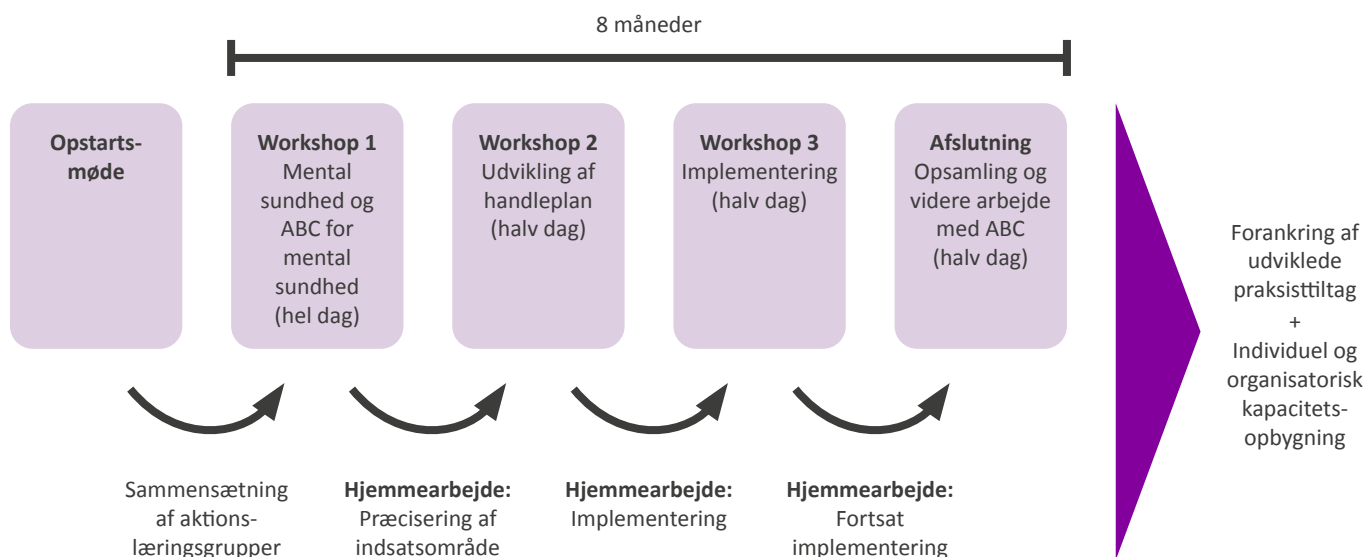 8 måneder
Opstarts-
møde
Workshop 1
Mental
sundhed og
ABC for
mental
sundhed
(hel dag)
Workshop 2
Udvikling af
handleplan
(halv dag)
Workshop 3
Implementering
(halv dag)
Afslutning
Opsamling og
videre arbejde
med ABC
(halv dag)
Forankring af
udviklede
praksisttiltag
+
Individuel og
organisatorisk
kapacitets-
opbygning
Sammensætning
af aktions-
læringsgrupper
Hjemmearbejde:
Præcisering af
indsatsområde
Hjemmearbejde:
Implementering
Hjemmearbejde:
Fortsat
implementering